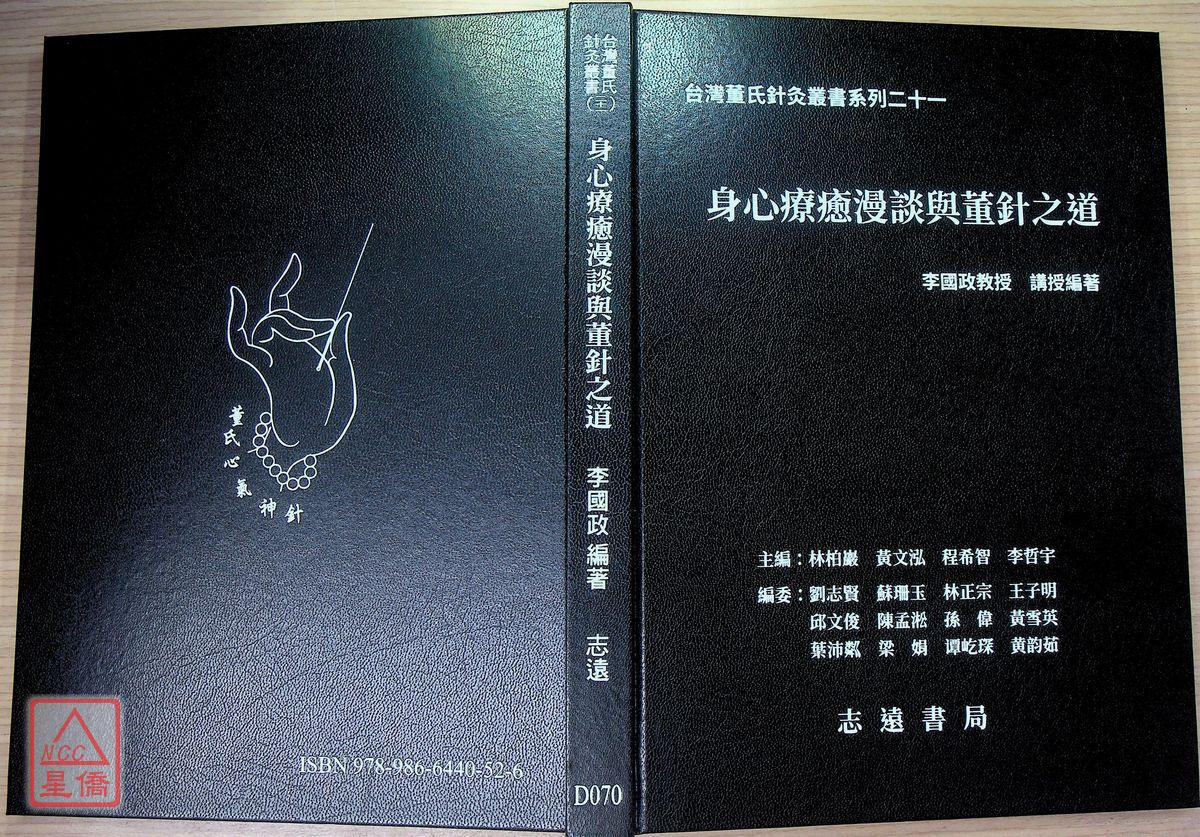 台灣董氏針灸叢書系列二十一
身心療癒漫談與董針之道
李國政教授 講授編著
主編：林柏巖 黃文泓 程希智 李哲宇
編委：劉志賢 蘇珊玉 林正宗 王子明
邱文俊 陳孟淞 孫偉 黃雪英
葉沛粼 梁娟 谭屹琛 黄韵茹
志遠書局
台灣董氏
針灸叢書
身心療癒漫談與董針之道
李國政 編著
志遠
D070
董氏心氣神針
ISBN 978-986-6440-52-6
NCC
星僑